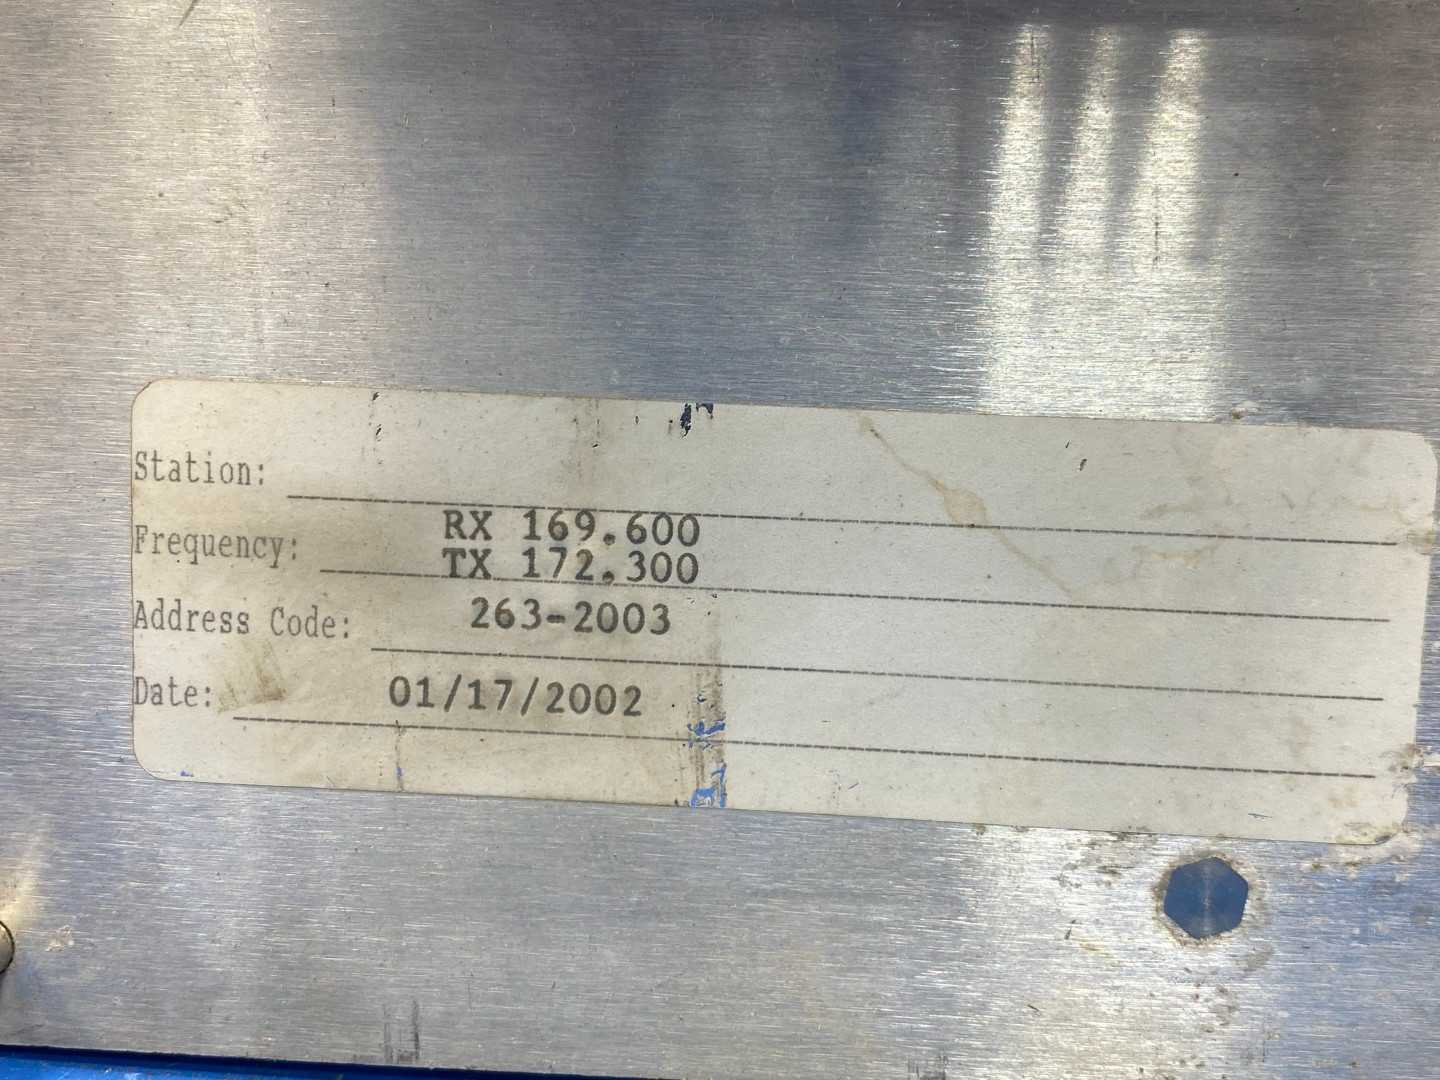 Station:
Frequency: RX 169.600
TX 172.300
Address Code: 263-2003
Date: 01/17/2002